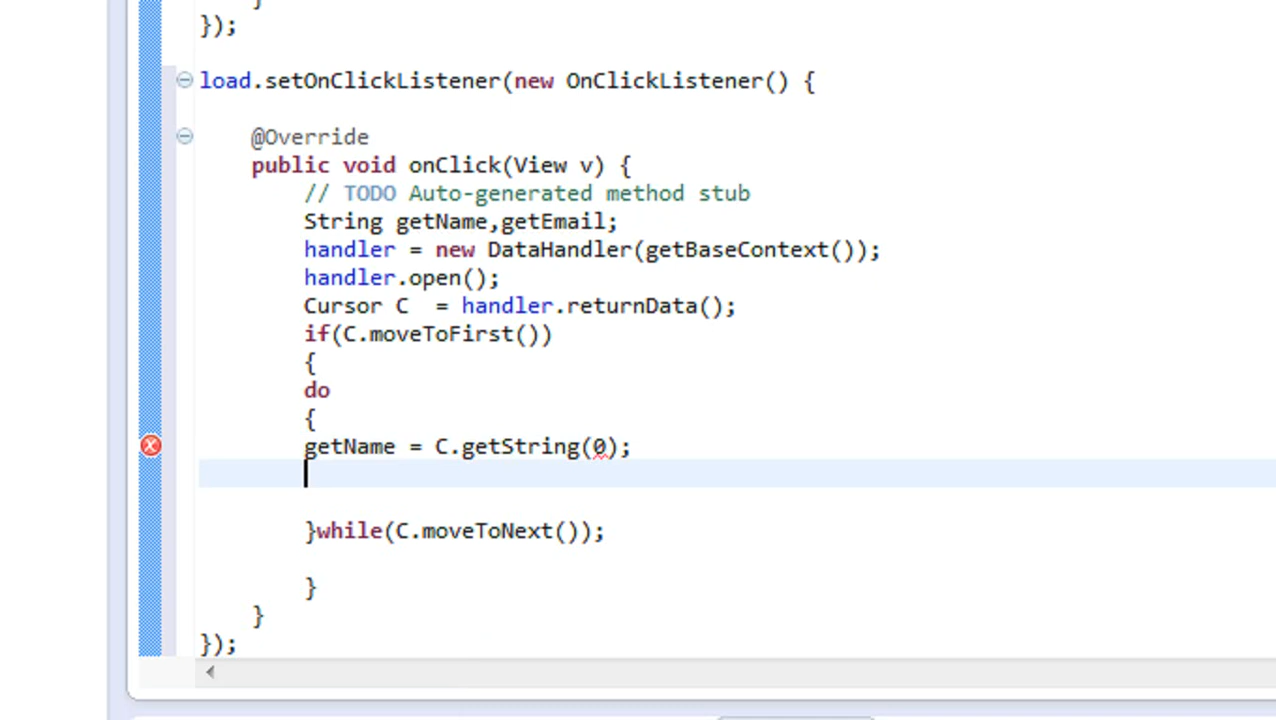 });
load.setOnClickListener(new OnClickListener() {
@Override
public void onClick(View v) {
// TODO Auto-generated method stub
String getName,getEmail;
handler = new DataHandler(getBaseContext());
handler.open();
Cursor C  = handler.returnData();
if(C.moveToFirst())
{
do
{
getName = C.getString(0);
}while(C.moveToNext());
}
}
});